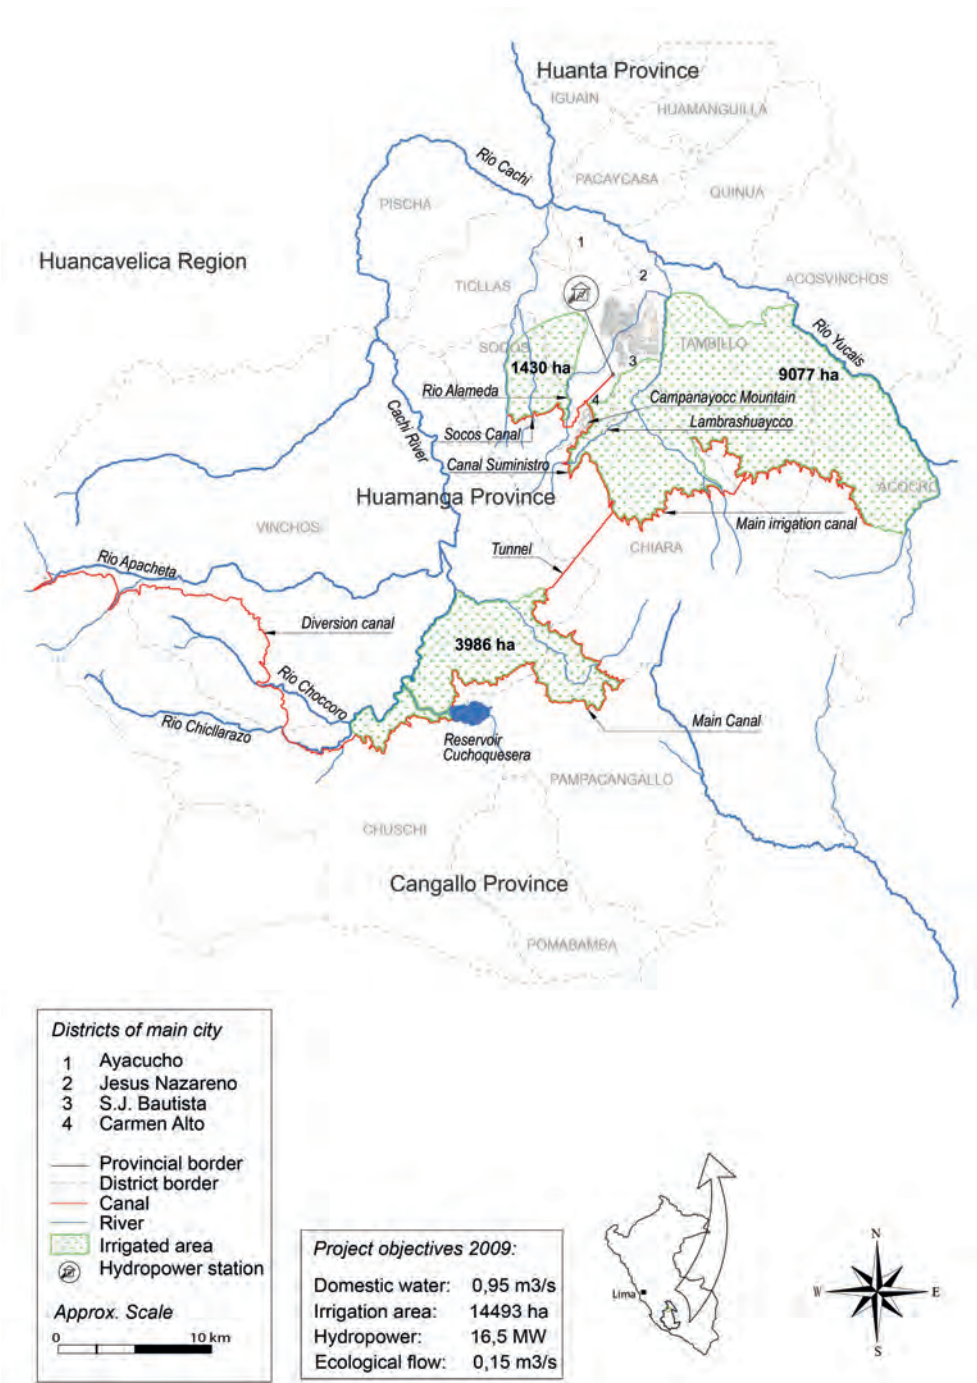 Huanta Province
IGUAIN
HUAMANGUILLA
Rio Cachi
PACAYCASA
QUINUA
PISCHA
1
Huancavelica Region
2
ACOSVINCHOS
TICLLAS
Rio Yucais
SOCOS
3
TAMBILLO
1430 ha
9077 ha
Rio Alameda
4
Campanayocc Mountain
Lambrashuaycco
Cachi River
Socos Canal
Canal Suministro
ACOCRO
Huamanga Province
VINCHOS
Main irrigation canal
Tunnel
CHIARA
Rio Apacheta
Diversion canal
3986 ha
Rio Choccoro
Rio Chicllarazo
Main Canal
Reservoir
Cuchoquesera
PAMPACANGALLO
CHUSCHI
Cangallo Province
POMABAMBA
Districts of main city
1 Ayacucho
2 Jesus Nazareno
3 S.J. Bautista
4 Carmen Alto
Provincial border
District border
Canal
River
Irrigated area
Hydropower station
Approx. Scale
0 10 km
Project objectives 2009:
Domestic water: 0,95 m3/s
Irrigation area: 14493 ha
Hydropower: 16,5 MW
Ecological flow: 0,15 m3/s
Lima
N
W E
S